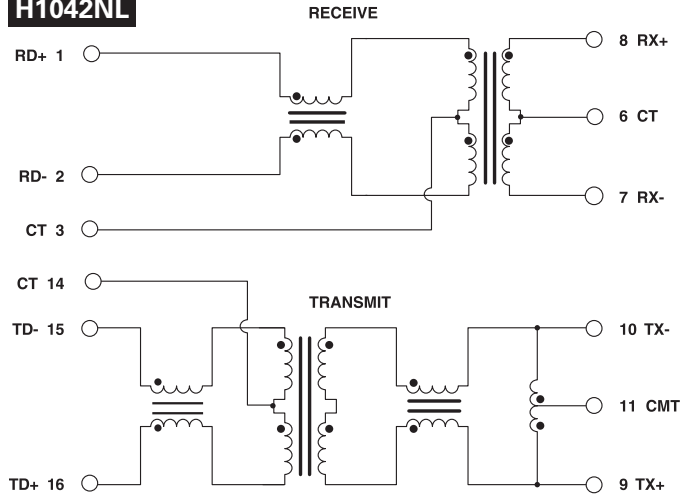 H1042NL
RECEIVE
RD+ 1
8 RX+
6 CT
RD- 2
7 RX-
CT 3
CT 14
TRANSMIT
TD- 15
10 TX-
11 CMT
TD+ 16
9 TX+